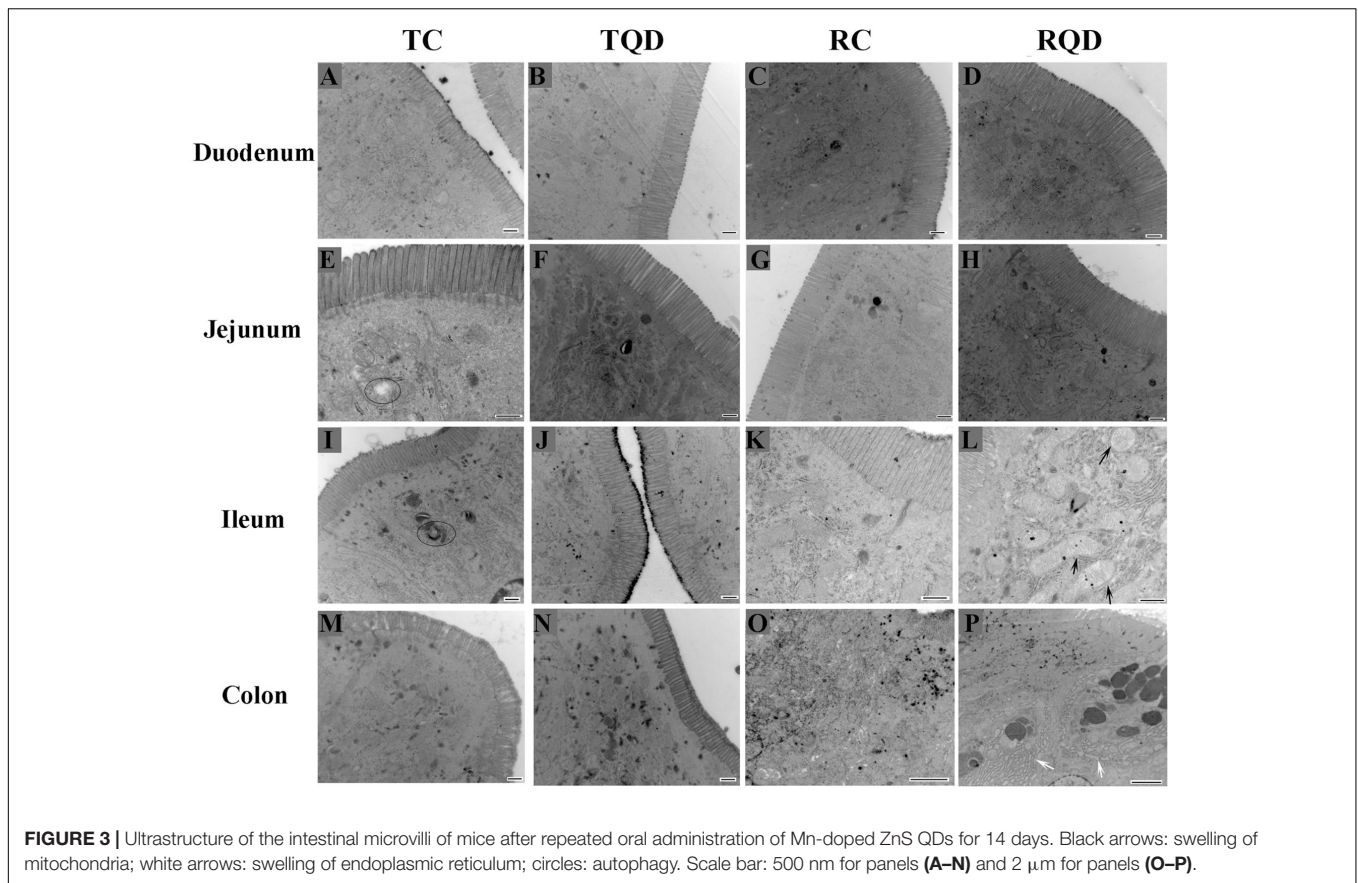 TC TQD RC RQD
Duodenum
A B C D
Jejunum
E F G H
Ileum
I J K L
Colon
M N O P
FIGURE 3 | Ultrastructure of the intestinal microvilli of mice after repeated oral administration of Mn-doped ZnS QDs for 14 days. Black arrows: swelling of
mitochondria; white arrows: swelling of endoplasmic reticulum; circles: autophagy. Scale bar: 500 nm for panels (A–N) and 2 μm for panels (O–P).